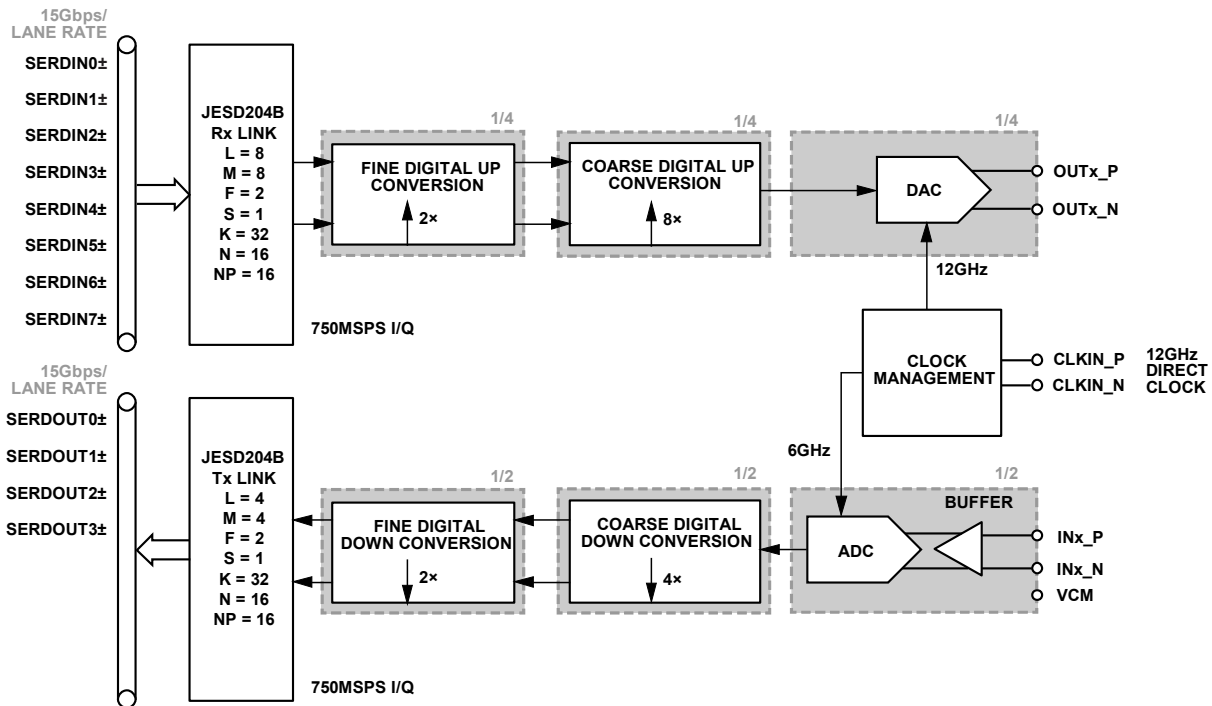 15Gbps/
LANE RATE
SERDIN0±
SERDIN1±
SERDIN2±
SERDIN3±
SERDIN4±
SERDIN5±
SERDIN6±
SERDIN7±
JESD204B
Rx LINK
L = 8
M = 8
F = 2
S = 1
K = 32
N = 16
NP = 16
750MSPS I/Q
1/4
FINE DIGITAL UP
CONVERSION
2×
1/4
COARSE DIGITAL UP
CONVERSION
8×
1/4
DAC
OUTx_P
OUTx_N
12GHz
CLOCK
MANAGEMENT
CLKIN_P
CLKIN_N
12GHz
DIRECT
CLOCK
6GHz
15Gbps/
LANE RATE
SERDOUT0±
SERDOUT1±
SERDOUT2±
SERDOUT3±
JESD204B
Tx LINK
L = 4
M = 4
F = 2
S = 1
K = 32
N = 16
NP = 16
750MSPS I/Q
1/2
FINE DIGITAL
DOWN CONVERSION
2×
1/2
COARSE DIGITAL
DOWN CONVERSION
4×
1/2
BUFFER
ADC
INx_P
INx_N
VCM